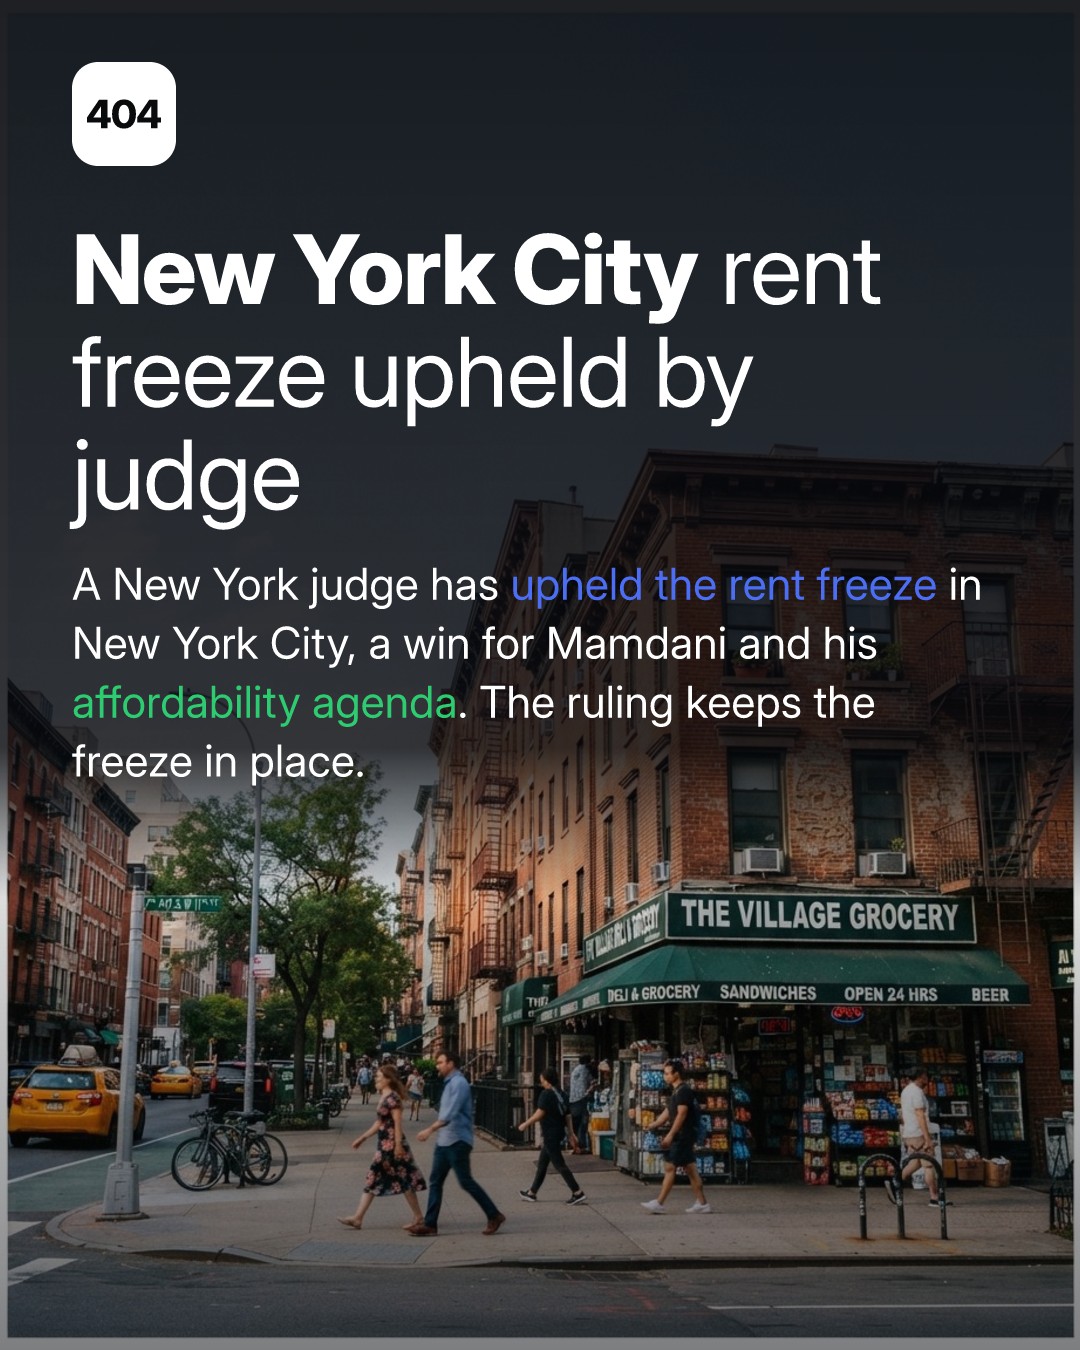 404
New York City rent
freeze upheld by
judge
A New York judge has upheld the rent freeze in
New York City, a win for Mamdani and his
affordability agenda. The ruling keeps the
freeze in place.
THE VILLAGE GROCERY
DELI & GROCERY SANDWICHES OPEN 24 HRS BEER